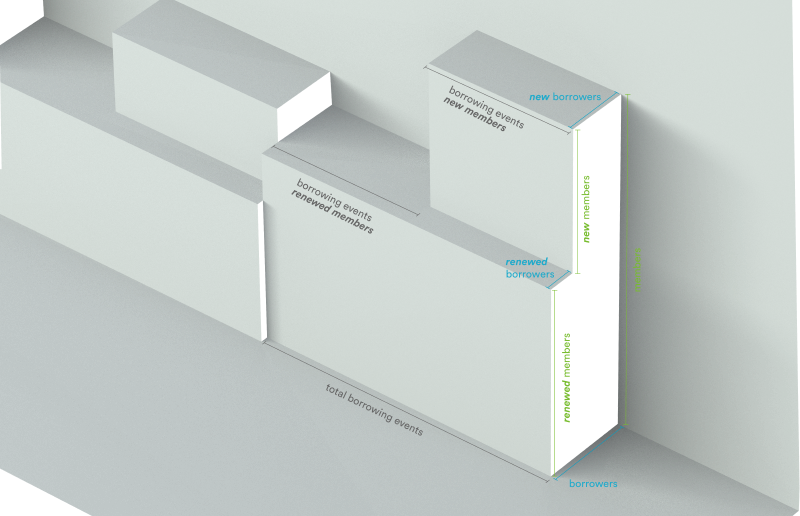 new borrowers
borrowing events
new members
new members
borrowing events
renewed members
renewed
borrowers
renewed members
total borrowing events
borrowers